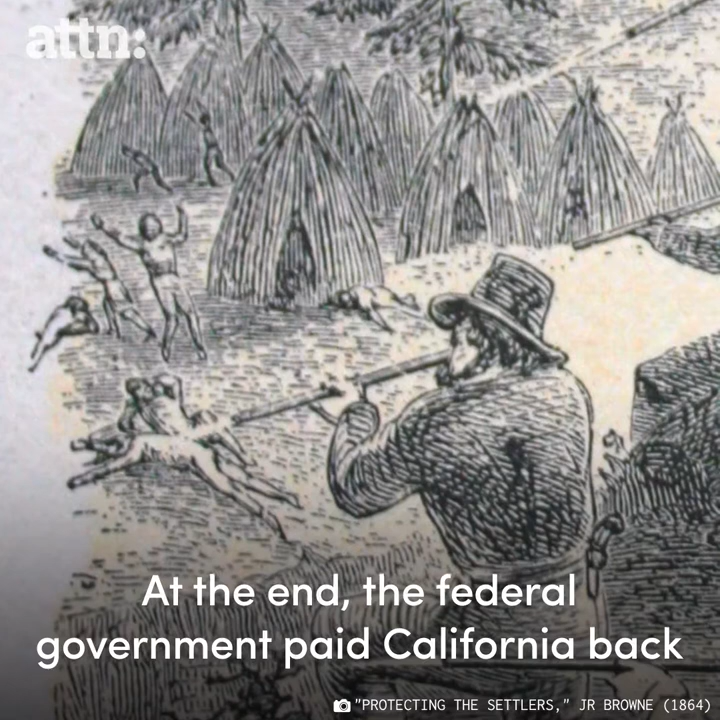 attn:
At the end, the federal
government paid California back
"PROTECTING THE SETTLERS," JR BROWNE (1864)